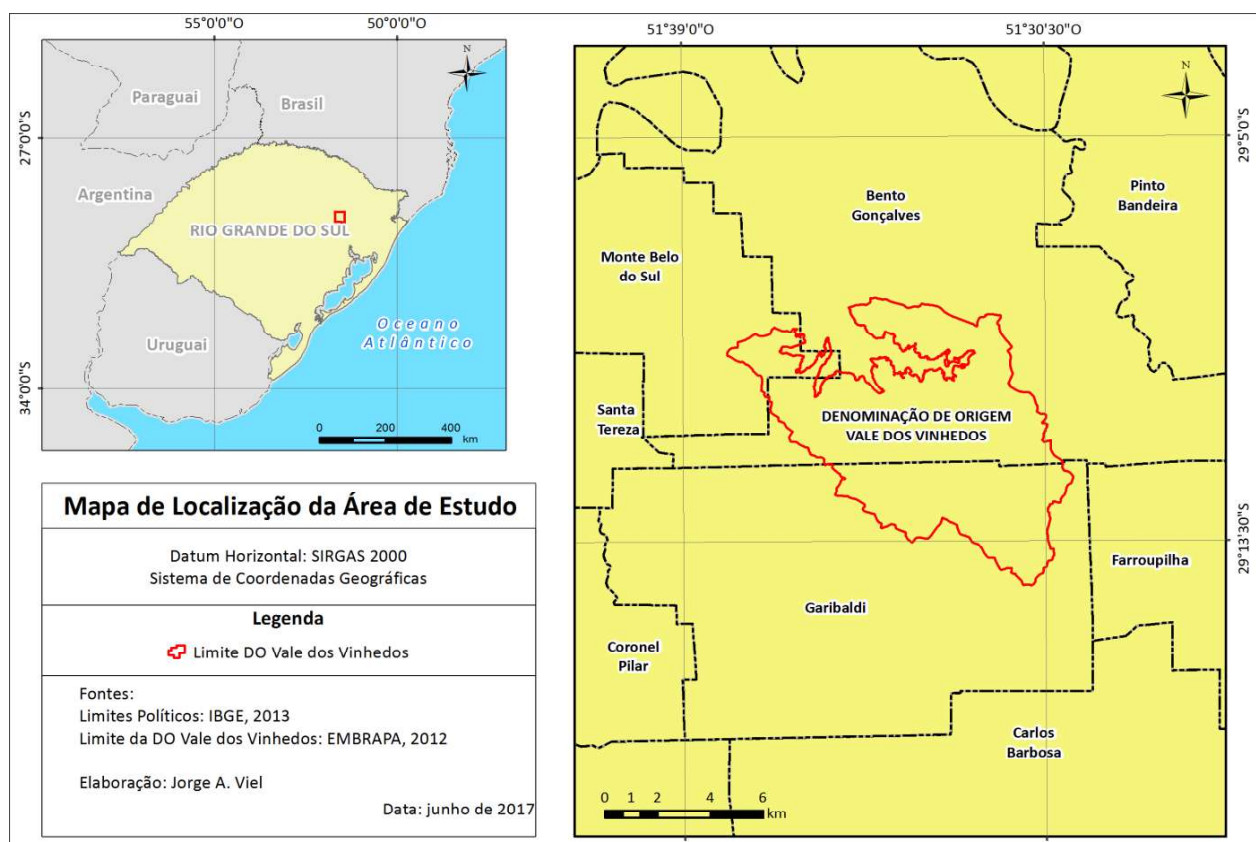 55°0'0"O
50°0'0"O
N
Paraguai
Brasil
27°0'0"S
Argentina
RIO GRANDE DO SUL
Oceano
Atlântico
Uruguai
34°0'0"S
0 200 400
km
Mapa de Localização da Área de Estudo
Datum Horizontal: SIRGAS 2000
Sistema de Coordenadas Geográficas
Legenda
Limite DO Vale dos Vinhedos
Fontes:
Limites Políticos: IBGE, 2013
Limite da DO Vale dos Vinhedos: EMBRAPA, 2012
Elaboração: Jorge A. Viel
Data: junho de 2017
51°39'0"O
51°30'30"O
N
29°5'0"S
Bento
Gonçalves
Pinto
Bandeira
Monte Belo
do Sul
Santa
Tereza
DENOMINAÇÃO DE ORIGEM
VALE DOS VINHEDOS
29°13'30"S
Farroupilha
Garibaldi
Coronel
Pilar
Carlos
Barbosa
0 1 2 4 6
km